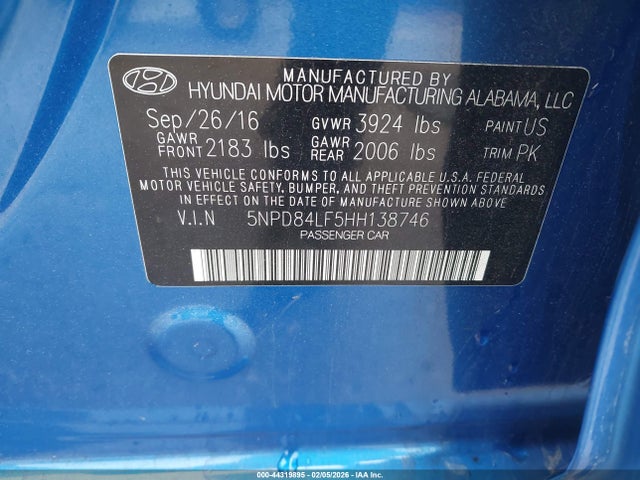 MANUFACTURED BY
HYUNDAI MOTOR MANUFACTURING ALABAMA, LLC
Sep/26/16 GVWR 3924 lbs PAINT US
GAWR FRONT 2183 lbs GAWR REAR 2006 lbs TRIM PK
THIS VEHICLE CONFORMS TO ALL APPLICABLE U.S.A. FEDERAL
MOTOR VEHICLE SAFETY, BUMPER, AND THEFT PREVENTION STANDARDS
IN EFFECT ON THE DATE OF MANUFACTURE SHOWN ABOVE.
V.I.N 5NPD84LF5HH138746
PASSENGER CAR
000-44319895 - 02/05/2026 - IAA Inc.